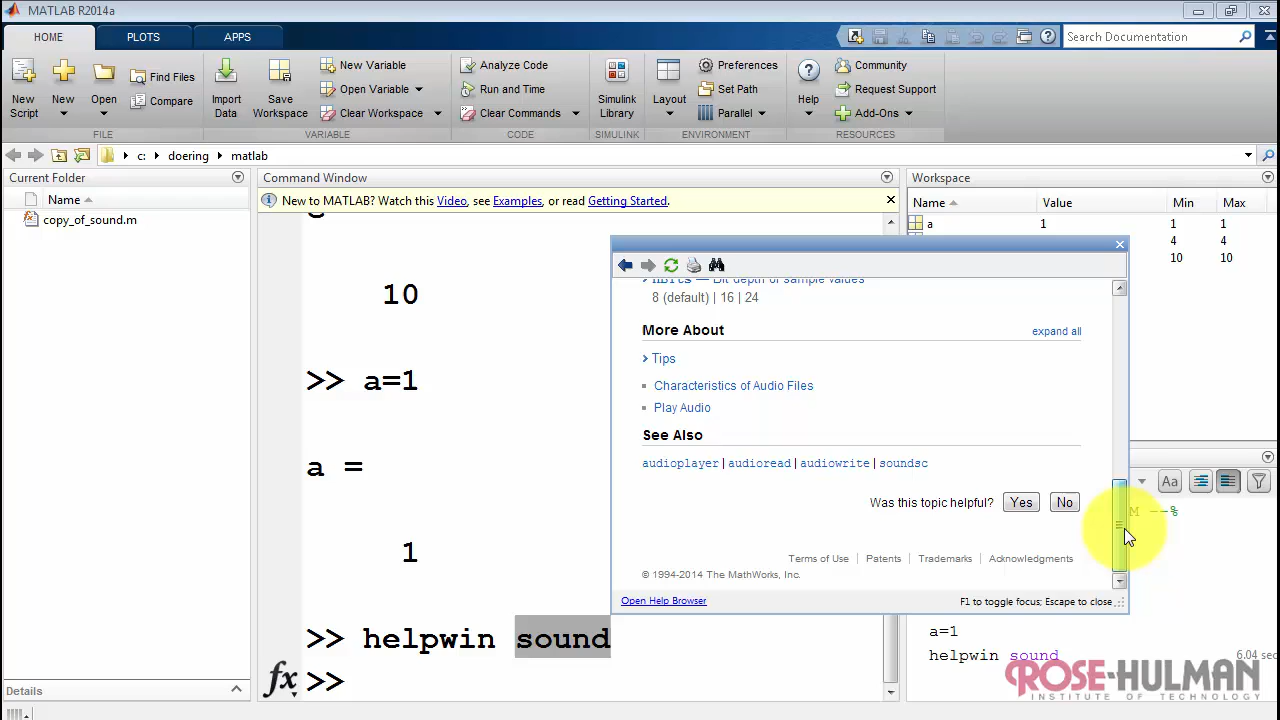 MATLAB R2014a
HOME PLOTS APPS
Search Documentation
New Script
New
Open
Find Files
Compare
Import Data
Save Workspace
New Variable
Open Variable
Clear Workspace
Analyze Code
Run and Time
Clear Commands
Simulink Library
Layout
Preferences
Set Path
Parallel
Help
Community
Request Support
Add-Ons
FILE VARIABLE CODE SIMULINK ENVIRONMENT RESOURCES
c: doering matlab
Current Folder
Name
copy_of_sound.m
Details
Command Window
New to MATLAB? Watch this Video, see Examples, or read Getting Started.
10
>> a=1
a =
1
>> helpwin sound
fx >>
8 (default) | 16 | 24
More About
expand all
Tips
Characteristics of Audio Files
Play Audio
See Also
audioplayer | audioread | audiowrite | soundsc
Was this topic helpful? Yes No
Terms of Use Patents Trademarks Acknowledgments
© 1994-2014 The MathWorks, Inc.
Open Help Browser
F1 to toggle focus; Escape to close
Workspace
Name Value Min Max
a 1 1 1
4 4
10 10
Aa
M --%
a=1
helpwin sound
6.04 sec
ROSE-HULMAN
INSTITUTE OF TECHNOLOGY